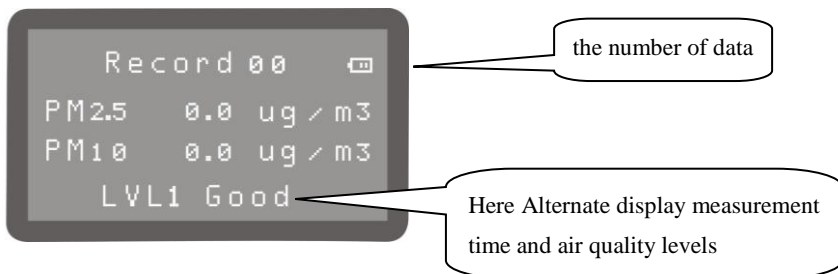 Record 00
the number of data
PM2.5 0.0 ug/m3
PM10 0.0 ug/m3
LVL1 Good
Here Alternate display measurement
time and air quality levels